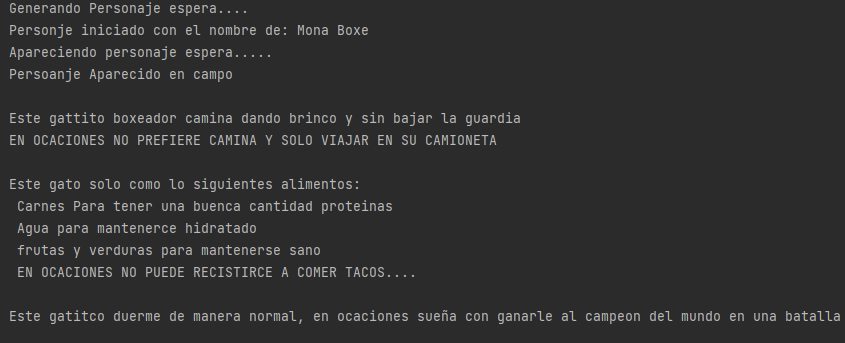 Generando Personaje espera....
Personje iniciado con el nombre de: Mona Boxe
Apareciendo personaje espera.....
Persoanje Aparecido en campo
Este gattito boxeador camina dando brinco y sin bajar la guardia
EN OCACIONES NO PREFIERE CAMINA Y SOLO VIAJAR EN SU CAMIONETA
Este gato solo como lo siguientes alimentos:
Carnes Para tener una buenca cantidad proteinas
Agua para mantenerce hidratado
frutas y verduras para mantenerse sano
EN OCACIONES NO PUEDE RECISTIRCE A COMER TACOS....
Este gatitco duerme de manera normal, en ocaciones sueña con ganarle al campeon del mundo en una batalla